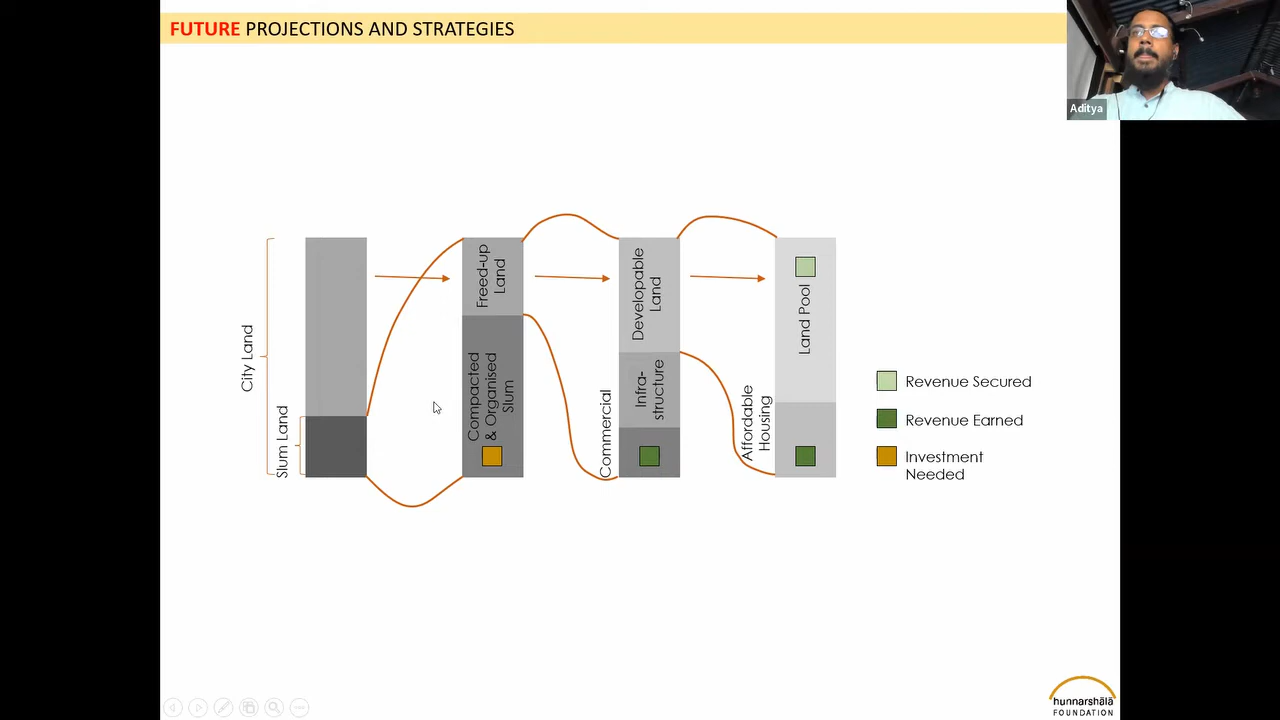 FUTURE PROJECTIONS AND STRATEGIES
Aditya
City Land
Slum Land
Freed-up
Land
Compacted
& Organised
Slum
Commercial
Developable
Land
Infra-
structure
Affordable
Housing
Land Pool
Revenue Secured
Revenue Earned
Investment
Needed
hunnarshālā
FOUNDATION